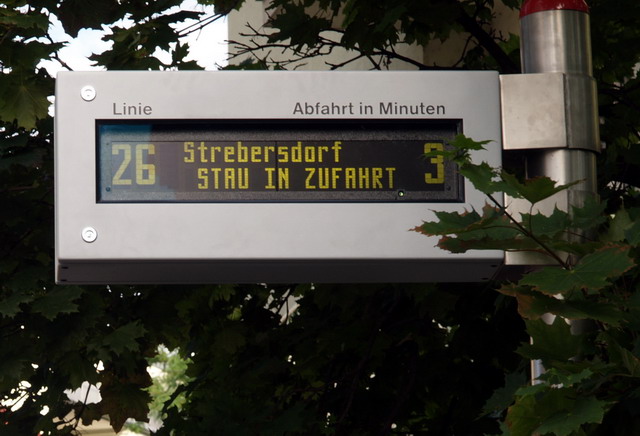 Linie Abfahrt in Minuten
26 Strebersdorf 3
STAU IN ZUFAHRT